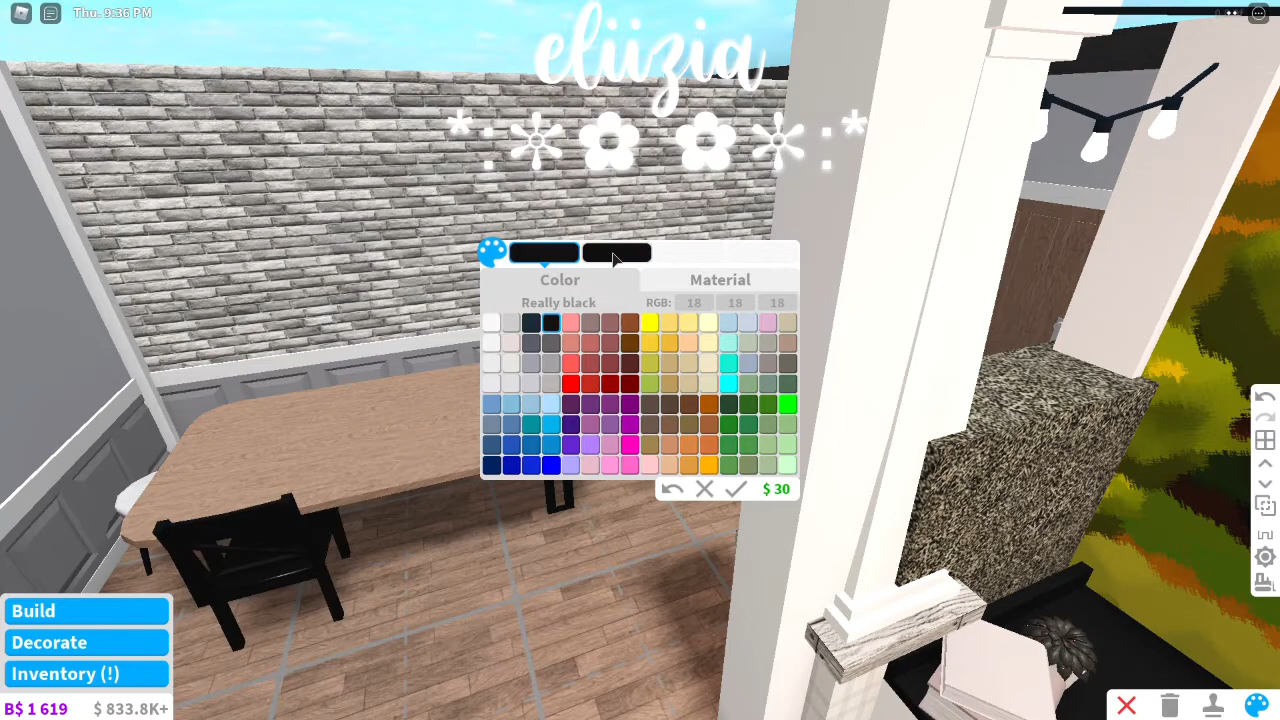 Thu. 9:36 PM
eliizia
*:✼✿ ✿✼:*
Color
Material
Really black
RGB: 18 18 18
$ 30
Build
Decorate
Inventory (!)
B$ 1 619
$ 833.8K+